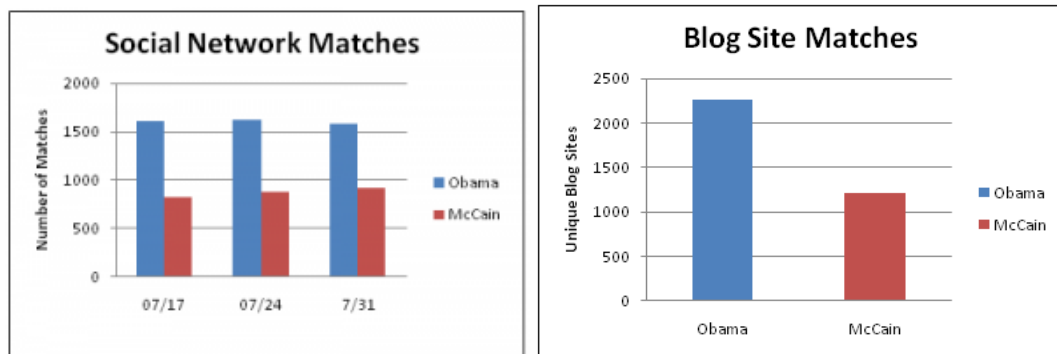 Social Network Matches
Number of Matches
2000
1500
1000
500
0
07/17
07/24
7/31
Obama
McCain
Blog Site Matches
Unique Blog Sites
2500
2000
1500
1000
500
0
Obama
McCain
Obama
McCain